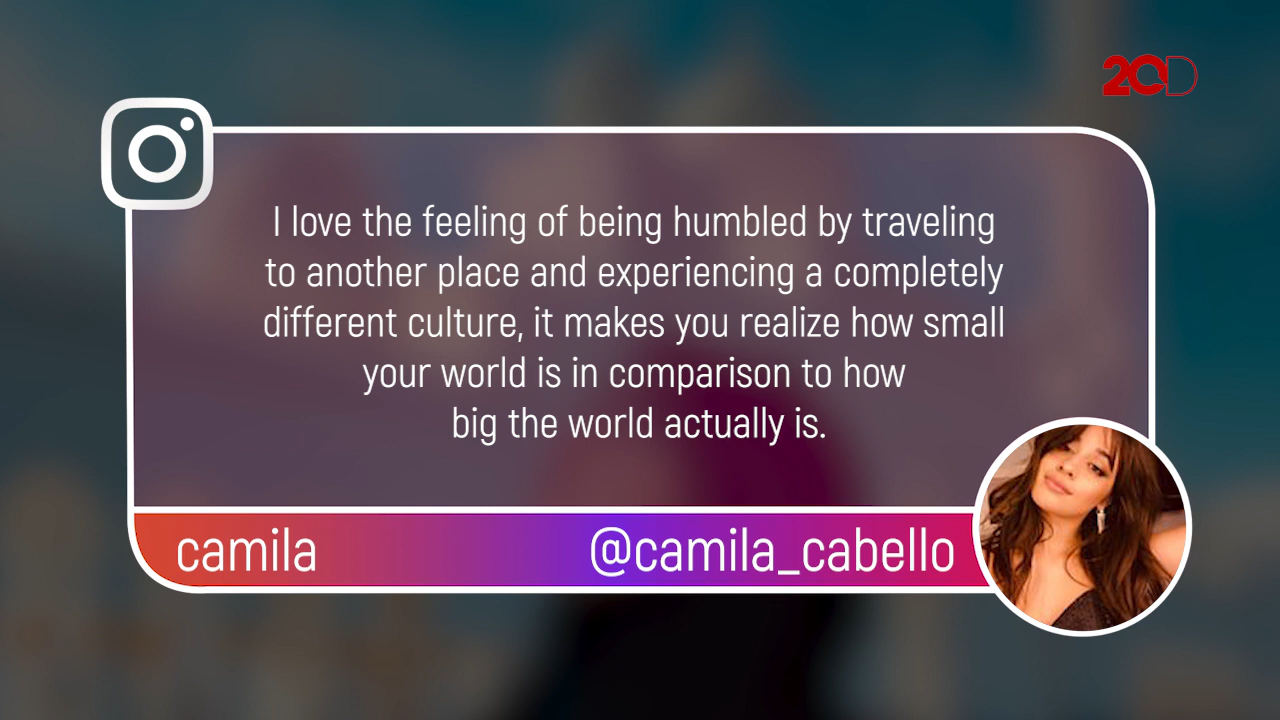 20D
I love the feeling of being humbled by traveling
to another place and experiencing a completely
different culture, it makes you realize how small
your world is in comparison to how
big the world actually is.
camila @camila_cabello